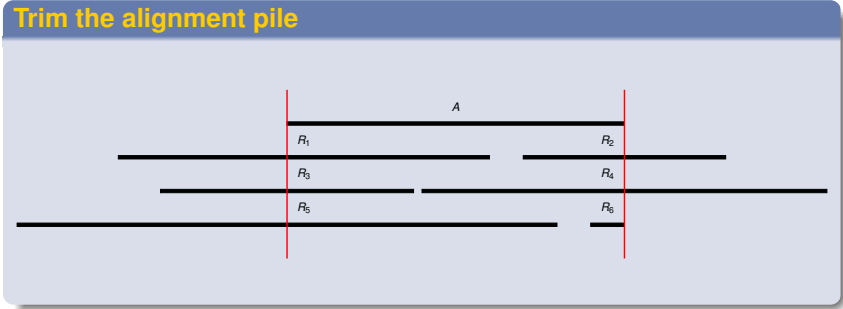 Trim the alignment pile
A
R₁ R₂
R₃ R₄
R₅ R₆